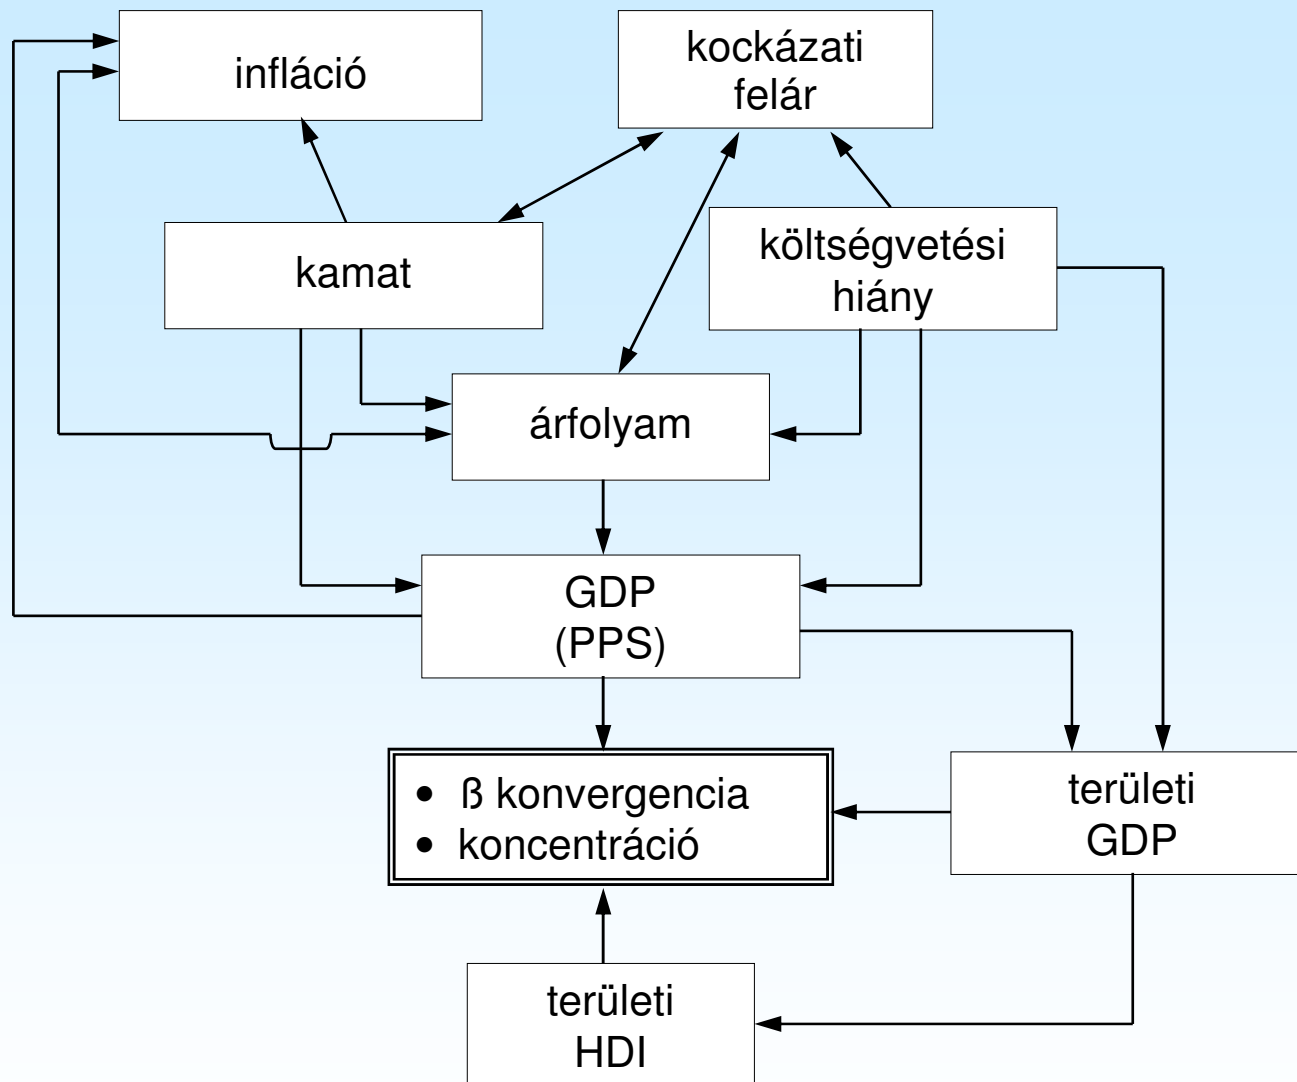 infláció
kockázati
felár
kamat
költségvetési
hiány
árfolyam
GDP
(PPS)
• ß konvergencia
• koncentráció
területi
GDP
területi
HDI